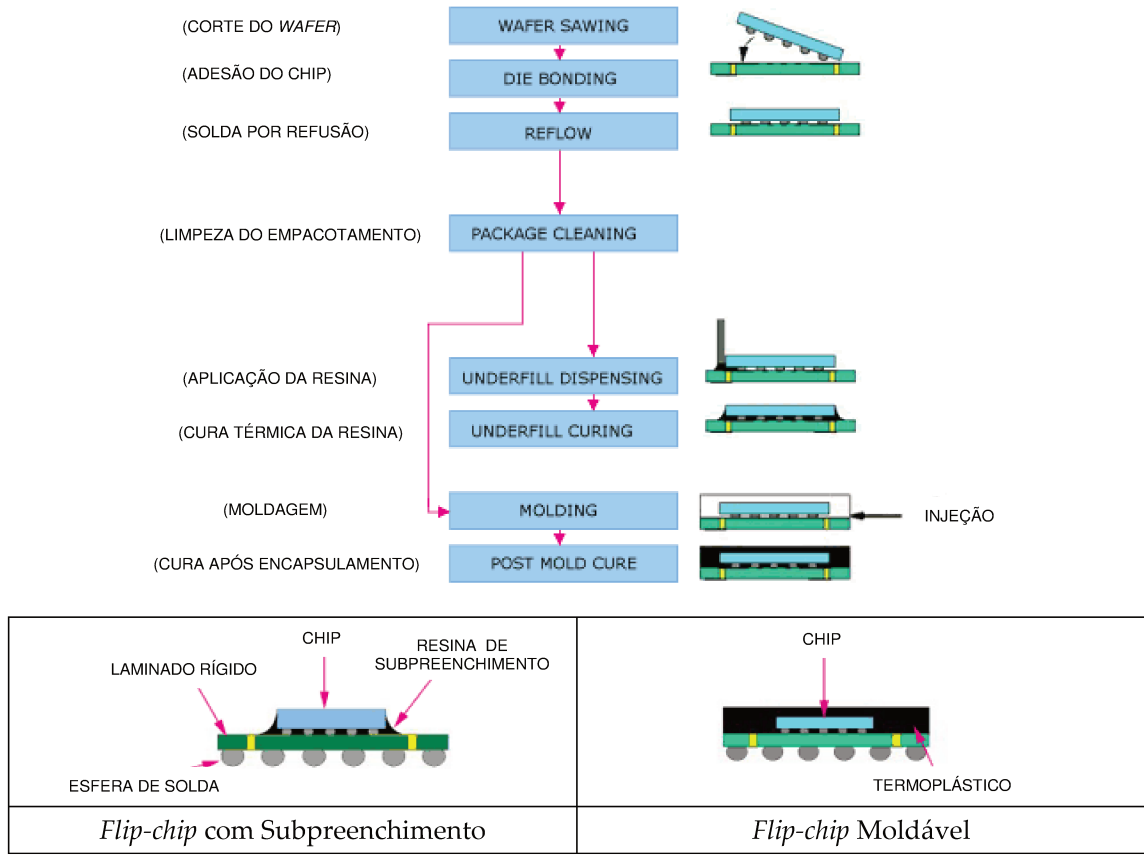 (CORTE DO WAFER)
WAFER SAWING
(ADESÃO DO CHIP)
DIE BONDING
(SOLDA POR REFUSÃO)
REFLOW
(LIMPEZA DO EMPACOTAMENTO)
PACKAGE CLEANING
(APLICAÇÃO DA RESINA)
UNDERFILL DISPENSING
(CURA TÉRMICA DA RESINA)
UNDERFILL CURING
(MOLDAGEM)
MOLDING
INJEÇÃO
(CURA APÓS ENCAPSULAMENTO)
POST MOLD CURE
CHIP
LAMINADO RÍGIDO
RESINA DE
SUBPREENCHIMENTO
ESFERA DE SOLDA
Flip-chip com Subpreenchimento
CHIP
TERMOPLÁSTICO
Flip-chip Moldável